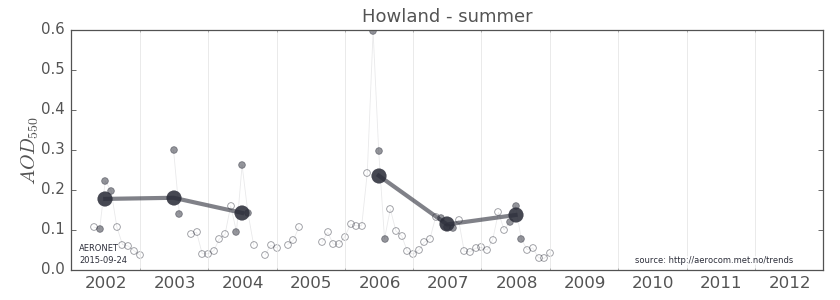 Howland - summer
0.6
0.5
0.4
0.3
0.2
0.1
0.0
AOD550
AERONET
2015-09-24
source: http://aerocom.met.no/trends
2002 2003 2004 2005 2006 2007 2008 2009 2010 2011 2012